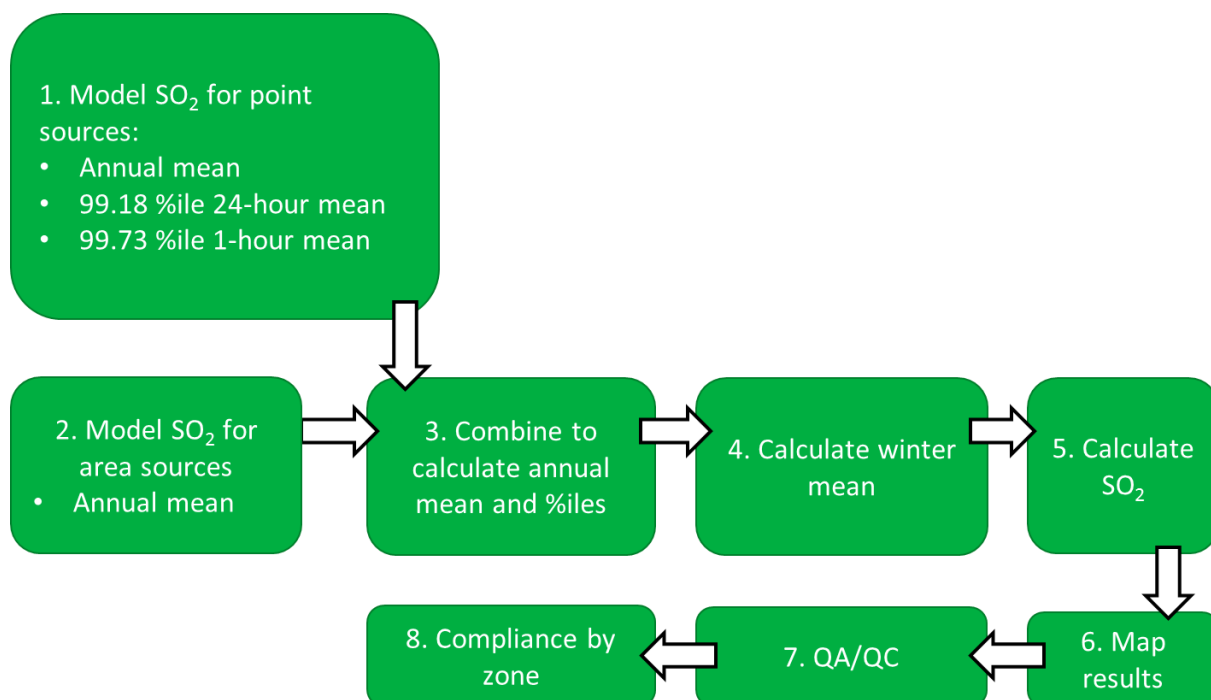 1. Model SO₂ for point
sources:
• Annual mean
• 99.18 %ile 24-hour mean
• 99.73 %ile 1-hour mean
2. Model SO₂ for
area sources
• Annual mean
3. Combine to
calculate annual
mean and %iles
4. Calculate winter
mean
5. Calculate
SO₂
6. Map
results
7. QA/QC
8. Compliance by
zone